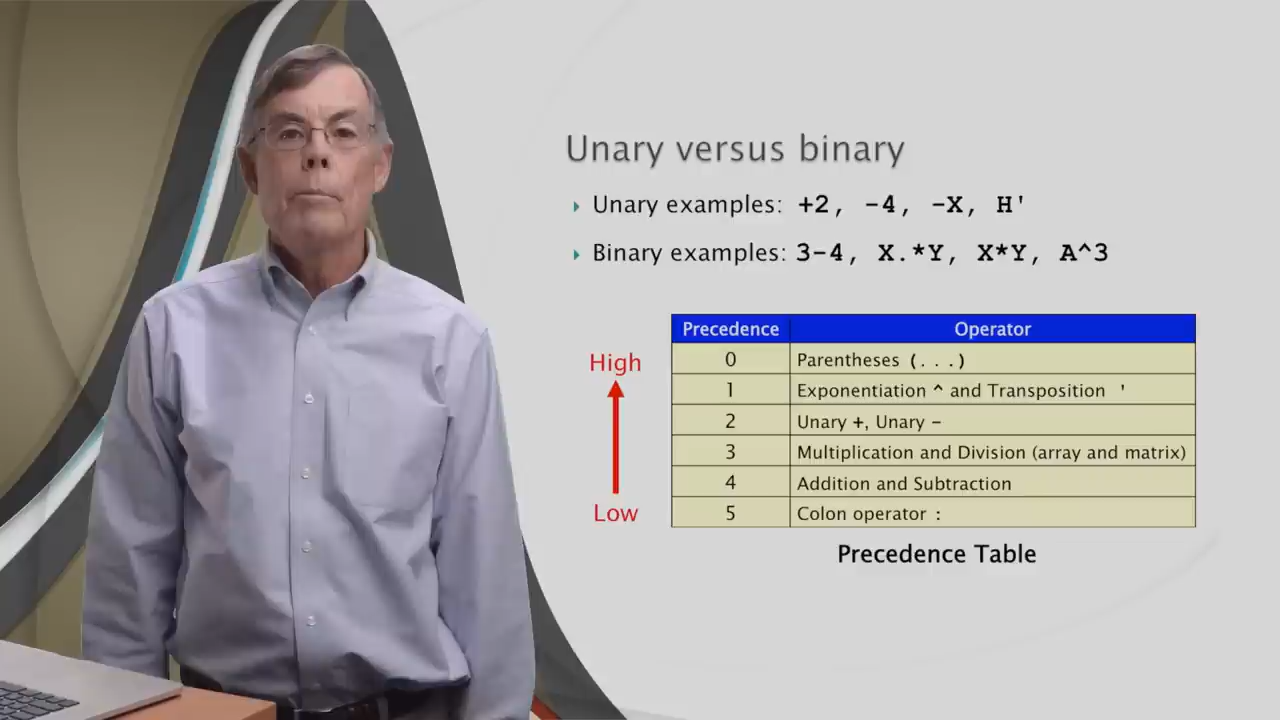 Unary versus binary
Unary examples: +2, -4, -X, H'
Binary examples: 3-4, X.*Y, X*Y, A^3
Precedence Operator
High
0 Parentheses (...)
1 Exponentiation ^ and Transposition '
2 Unary +, Unary -
3 Multiplication and Division (array and matrix)
4 Addition and Subtraction
Low
5 Colon operator :
Precedence Table